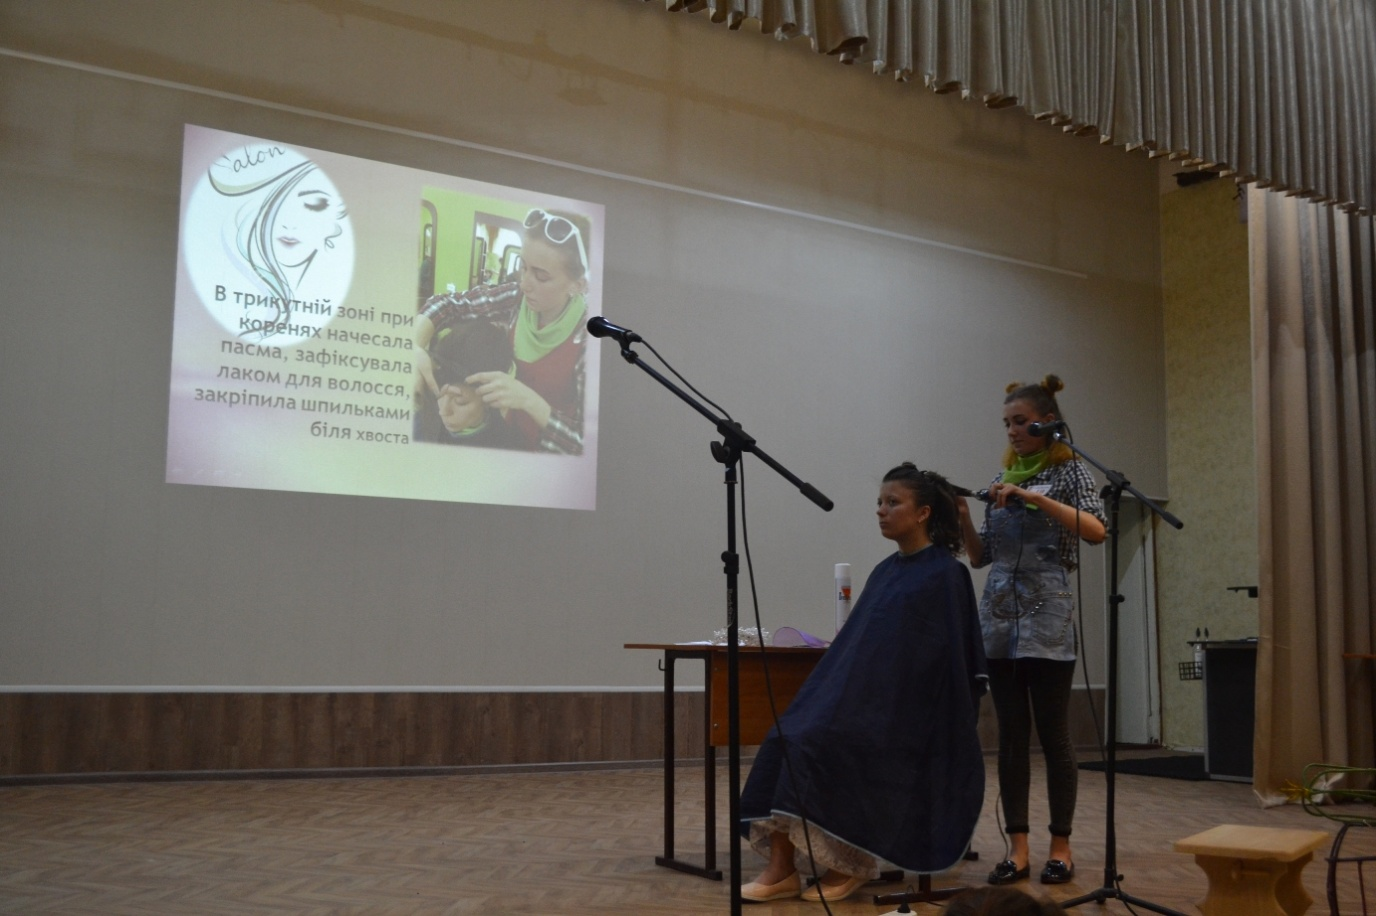 Salon
В трикутній зоні при
коренях начесала
пасма, зафіксувала
лаком для волосся,
закріпила шпильками
біля хвоста